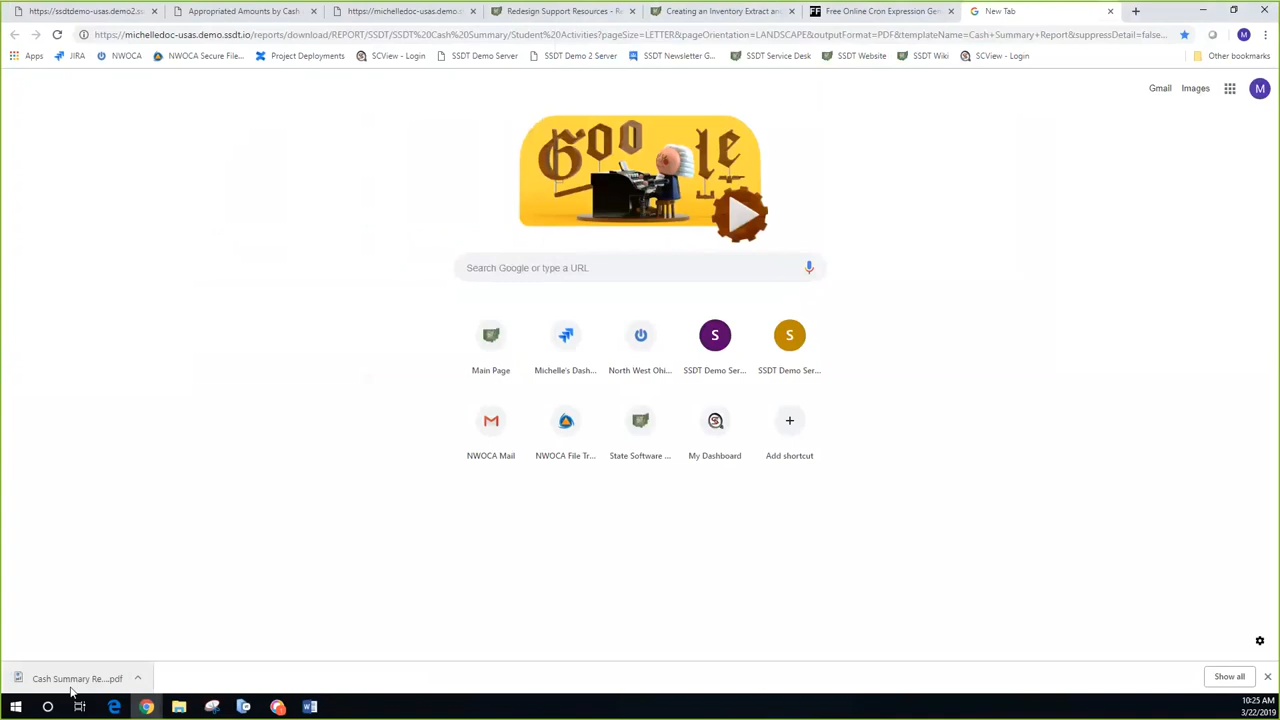 https://ssdtdemo-usas.demo2.ss
Appropriated Amounts by Cash
https://michelledoc-usas.demo.s
Redesign Support Resources - Re
Creating an Inventory Extract an
FF Free Online Cron Expression Gen
G New Tab
https://michelledoc-usas.demo.ssdt.io/reports/download/REPORT/SSDT/SSDT%20Cash%20Summary/Student%20Activities?pageSize=LETTER&pageOrientation=LANDSCAPE&outputFormat=PDF&templateName=Cash+Summary+Report&suppressDetail=false...
M
Apps JIRA NWOCA NWOCA Secure File... Project Deployments SCView - Login SSDT Demo Server SSDT Demo 2 Server SSDT Newsletter G... SSDT Service Desk SSDT Website SSDT Wiki SCView - Login Other bookmarks
Gmail Images M
Google
Search Google or type a URL
S S
Main Page Michelle's Dash... North West Ohi... SSDT Demo Ser... SSDT Demo Ser...
NWOCA Mail NWOCA File Tr... State Software ... My Dashboard Add shortcut
Cash Summary Re....pdf Show all
10:25 AM
3/22/2019